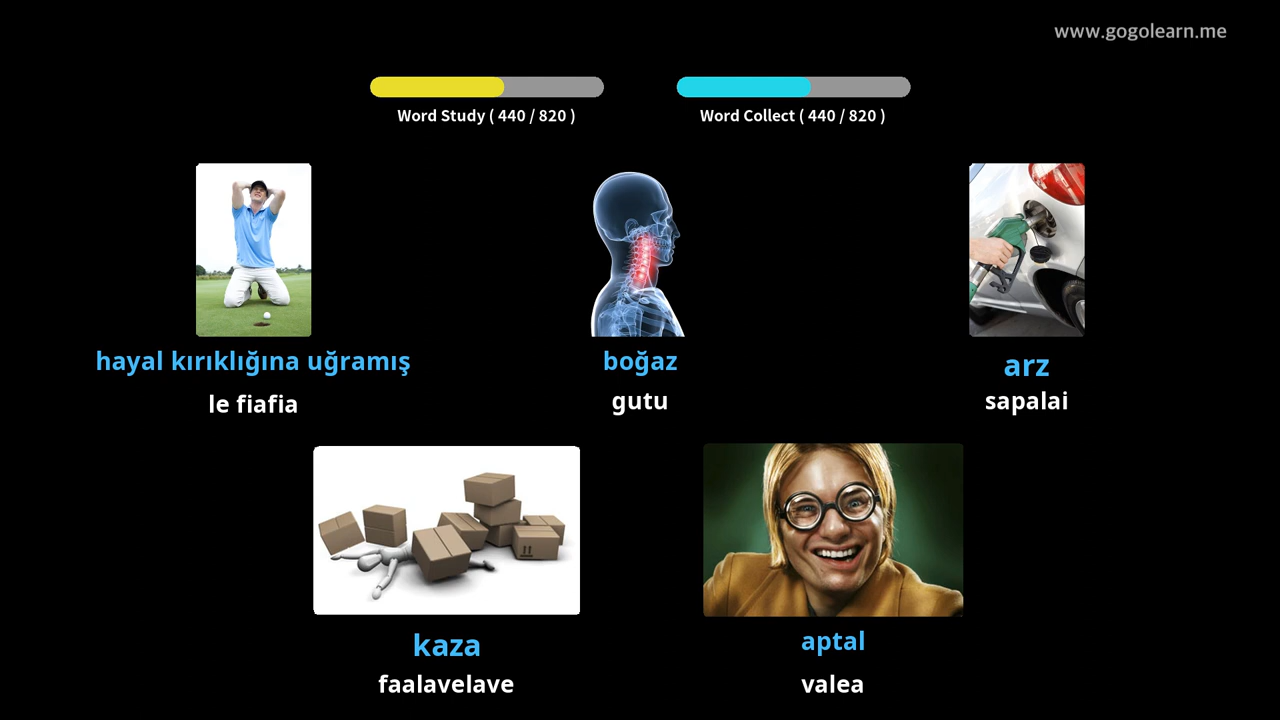 www.gogolearn.me
Word Study ( 440 / 820 )
Word Collect ( 440 / 820 )
hayal kırıklığına uğramış
le fiafia
boğaz
gutu
arz
sapalai
kaza
faalavelave
aptal
valea